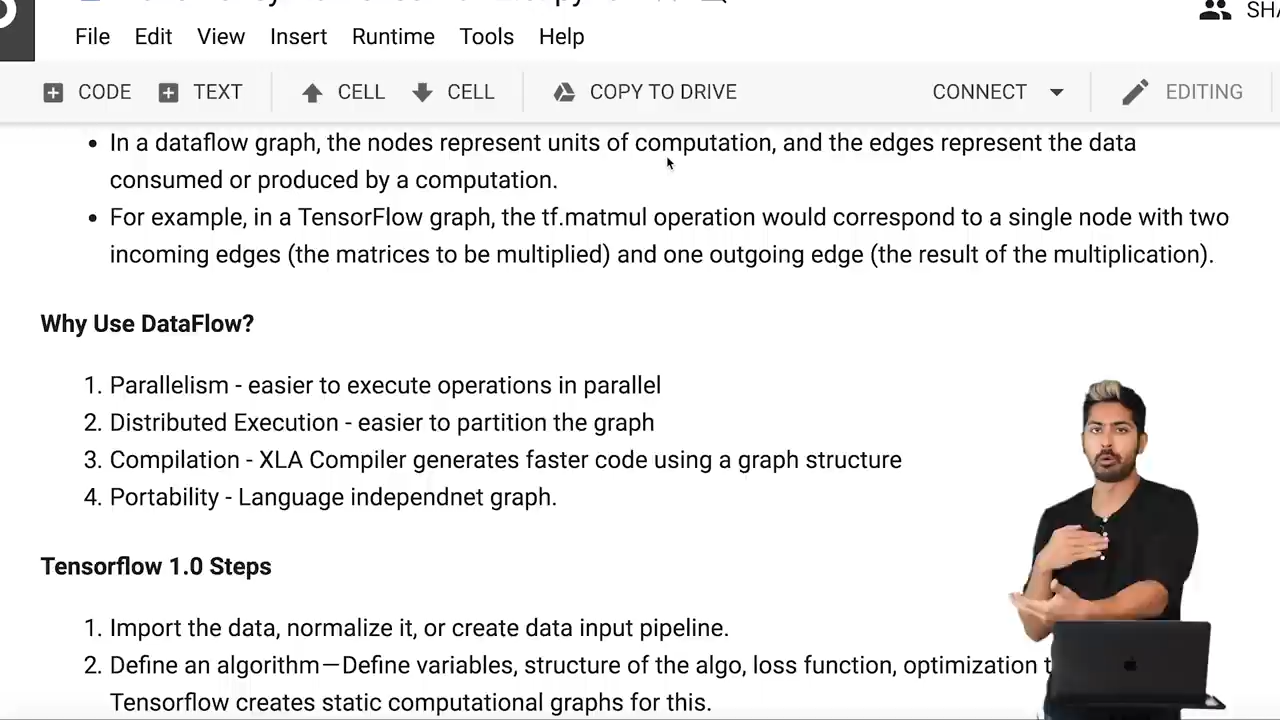 SHA
File Edit View Insert Runtime Tools Help
CODE TEXT CELL CELL COPY TO DRIVE CONNECT EDITING
• In a dataflow graph, the nodes represent units of computation, and the edges represent the data
consumed or produced by a computation.
• For example, in a TensorFlow graph, the tf.matmul operation would correspond to a single node with two
incoming edges (the matrices to be multiplied) and one outgoing edge (the result of the multiplication).
Why Use DataFlow?
1. Parallelism - easier to execute operations in parallel
2. Distributed Execution - easier to partition the graph
3. Compilation - XLA Compiler generates faster code using a graph structure
4. Portability - Language independnet graph.
Tensorflow 1.0 Steps
1. Import the data, normalize it, or create data input pipeline.
2. Define an algorithm—Define variables, structure of the algo, loss function, optimization t
Tensorflow creates static computational graphs for this.